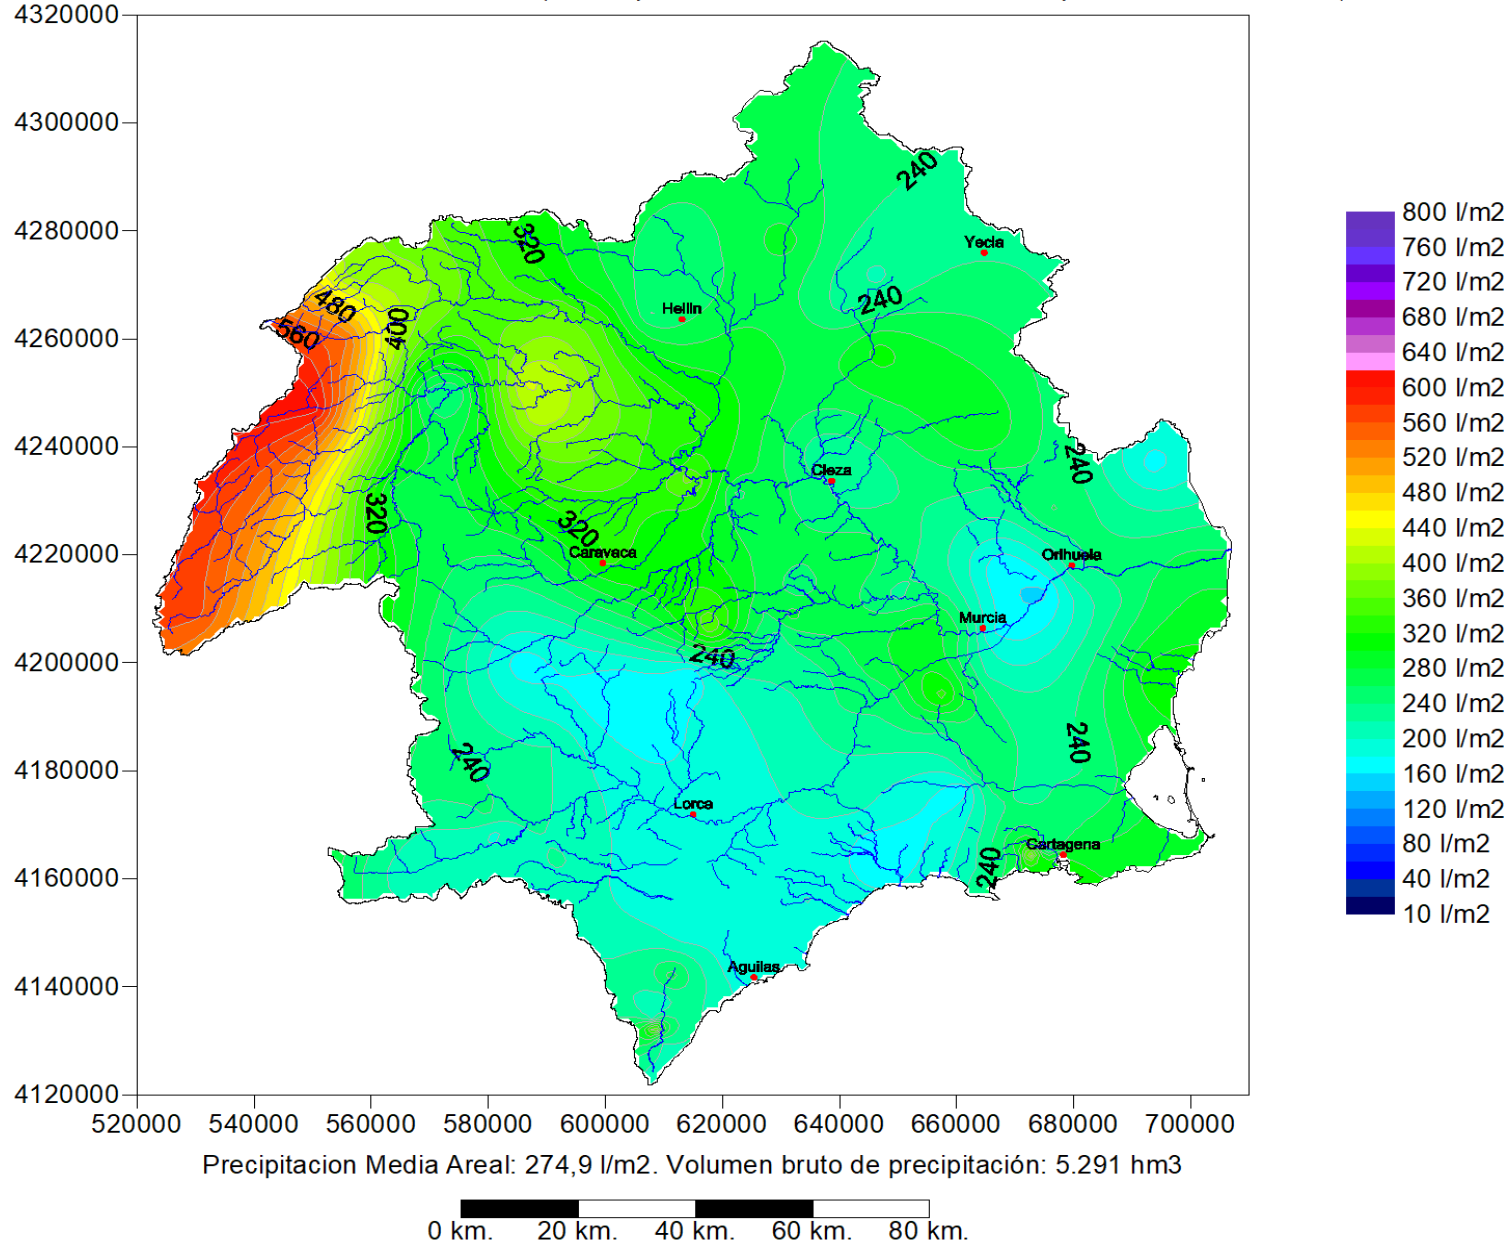 4320000
4300000
4280000
4260000
4240000
4220000
4200000
4180000
4160000
4140000
4120000
520000 540000 560000 580000 600000 620000 640000 660000 680000 700000
240
320
Yecla
480
240
Hellin
560
400
240
Cieza
320
320
Caravaca
Orihuela
Murcia
240
240
240
Lorca
Cartagena
240
Aguilas
800 l/m2
760 l/m2
720 l/m2
680 l/m2
640 l/m2
600 l/m2
560 l/m2
520 l/m2
480 l/m2
440 l/m2
400 l/m2
360 l/m2
320 l/m2
280 l/m2
240 l/m2
200 l/m2
160 l/m2
120 l/m2
80 l/m2
40 l/m2
10 l/m2
Precipitacion Media Areal: 274,9 l/m2. Volumen bruto de precipitación: 5.291 hm3
0 km. 20 km. 40 km. 60 km. 80 km.